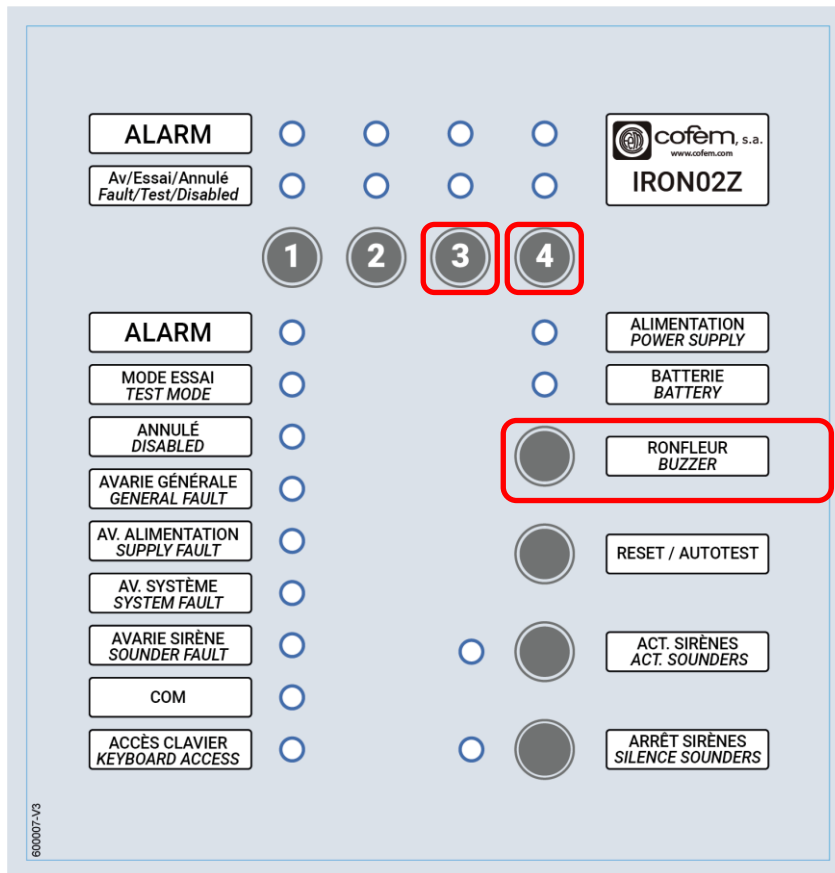 ALARM
Av/Essai/Annulé
Fault/Test/Disabled
cofem, s.a.
www.cofem.com
IRON02Z
1 2 3 4
ALARM
MODE ESSAI
TEST MODE
ANNULÉ
DISABLED
AVARIE GÉNÉRALE
GENERAL FAULT
AV. ALIMENTATION
SUPPLY FAULT
AV. SYSTÈME
SYSTEM FAULT
AVARIE SIRÈNE
SOUNDER FAULT
COM
ACCÈS CLAVIER
KEYBOARD ACCESS
ALIMENTATION
POWER SUPPLY
BATTERIE
BATTERY
RONFLEUR
BUZZER
RESET / AUTOTEST
ACT. SIRÈNES
ACT. SOUNDERS
ARRÊT SIRÈNES
SILENCE SOUNDERS
600007-V3